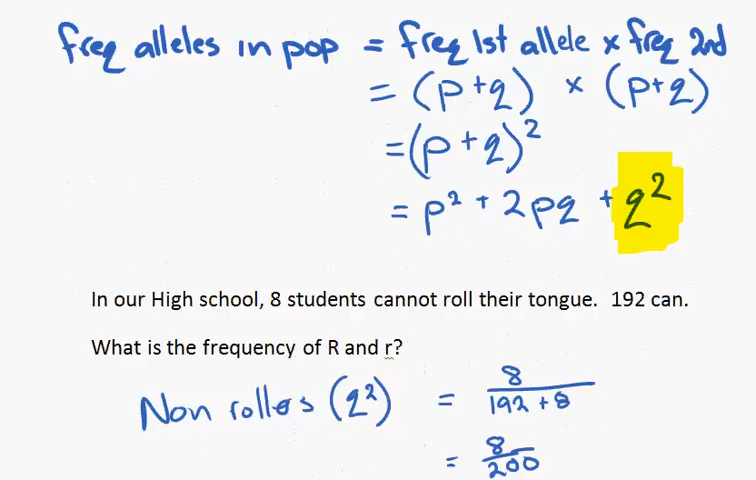 freq alleles in pop = freq 1st allele x freq 2nd
= (p+q) x (p+q)
= (p+q)²
= p² + 2pq + q²
In our High school, 8 students cannot roll their tongue. 192 can.
What is the frequency of R and r?
Non rollers (q²) = 8/192 + 8
= 8/200